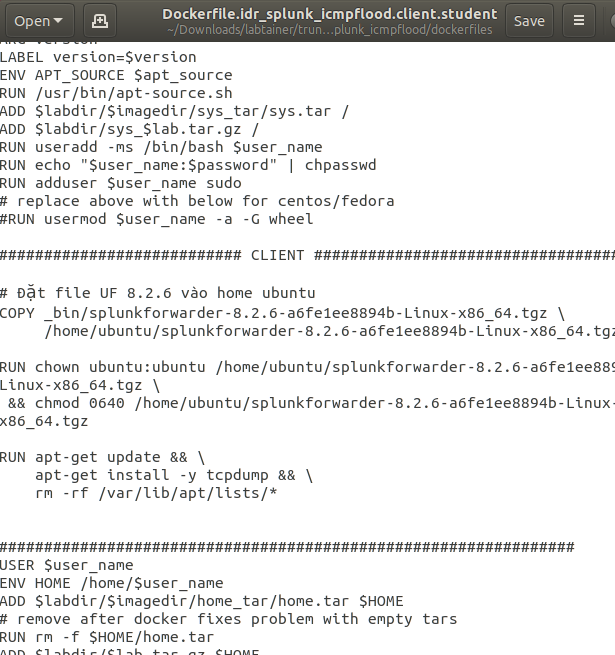 Open
Dockerfile.idr_splunk_icmpflood.client.student
~/Downloads/labtainer/trun…plunk_icmpflood/dockerfiles
Save
LABEL version=$version
ENV APT_SOURCE $apt_source
RUN /usr/bin/apt-source.sh
ADD $labdir/$imagedir/sys_tar/sys.tar /
ADD $labdir/sys_$lab.tar.gz /
RUN useradd -ms /bin/bash $user_name
RUN echo "$user_name:$password" | chpasswd
RUN adduser $user_name sudo
# replace above with below for centos/fedora
#RUN usermod $user_name -a -G wheel
############################ CLIENT ##################################
# Đặt file UF 8.2.6 vào home ubuntu
COPY _bin/splunkforwarder-8.2.6-a6fe1ee8894b-Linux-x86_64.tgz \
/home/ubuntu/splunkforwarder-8.2.6-a6fe1ee8894b-Linux-x86_64.tgz
RUN chown ubuntu:ubuntu /home/ubuntu/splunkforwarder-8.2.6-a6fe1ee889
Linux-x86_64.tgz \
&& chmod 0640 /home/ubuntu/splunkforwarder-8.2.6-a6fe1ee8894b-Linux-
x86_64.tgz
RUN apt-get update && \
apt-get install -y tcpdump && \
rm -rf /var/lib/apt/lists/*
##################################################################
USER $user_name
ENV HOME /home/$user_name
ADD $labdir/$imagedir/home_tar/home.tar $HOME
# remove after docker fixes problem with empty tars
RUN rm -f $HOME/home.tar
ADD $labdir/$lab.tar.gz $HOME